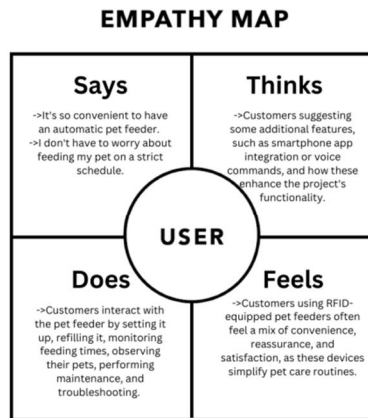 EMPATHY MAP
Says
->It's so convenient to have
an automatic pet feeder.
->I don't have to worry about
feeding my pet on a strict
schedule.
Thinks
->Customers suggesting
some additional features,
such as smartphone app
integration or voice
commands, and how these
enhance the project's
functionality.
USER
Does
->Customers interact with
the pet feeder by setting it
up, refilling it, monitoring
feeding times, observing
their pets, performing
maintenance, and
troubleshooting.
Feels
->Customers using RFID-
equipped pet feeders often
feel a mix of convenience,
reassurance, and
satisfaction, as these devices
simplify pet care routines.